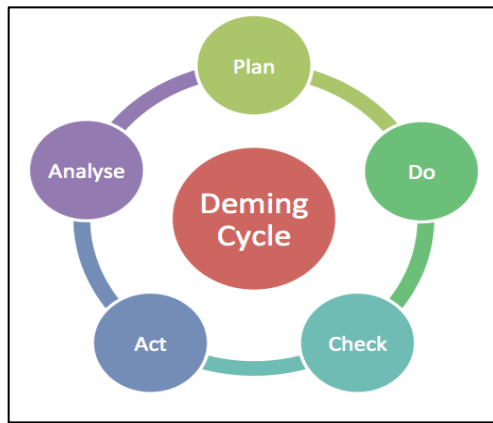 Plan
Do
Check
Act
Analyse
Deming
Cycle